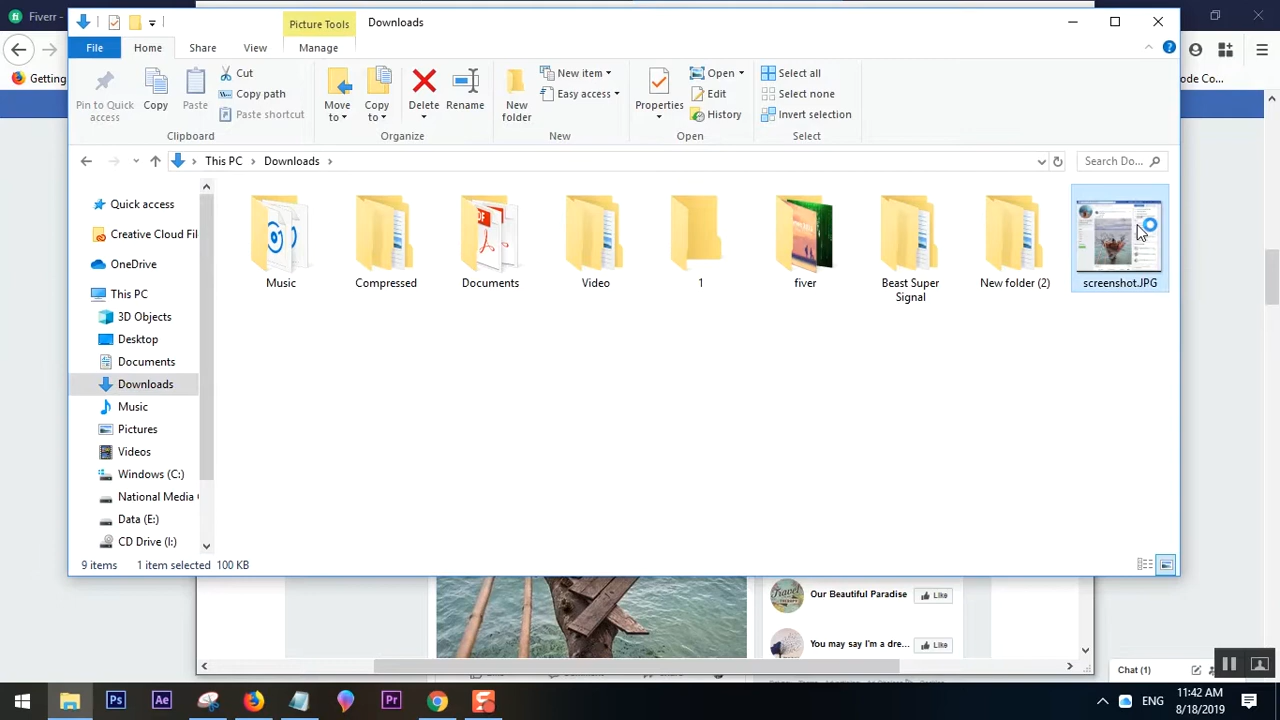 Fiverr -
Picture Tools
Downloads
File
Home
Share
View
Manage
Getting
ode Co...
Pin to Quick access
Copy
Paste
Cut
Copy path
Paste shortcut
Clipboard
Move to
Copy to
Delete
Rename
Organize
New folder
New item
Easy access
New
Properties
Open
Edit
History
Open
Select all
Select none
Invert selection
Select
This PC
Downloads
Search Do...
Quick access
Creative Cloud Fil
OneDrive
This PC
3D Objects
Desktop
Documents
Downloads
Music
Pictures
Videos
Windows (C:)
National Media
Data (E:)
CD Drive (I:)
Music
Compressed
PDF
Documents
Video
1
fiver
Beast Super Signal
New folder (2)
screenshot.JPG
9 items
1 item selected
100 KB
Our Beautiful Paradise
Like
You may say I'm a dre...
Like
Chat (1)
Ps
Ae
Pr
ENG
11:42 AM
8/18/2019